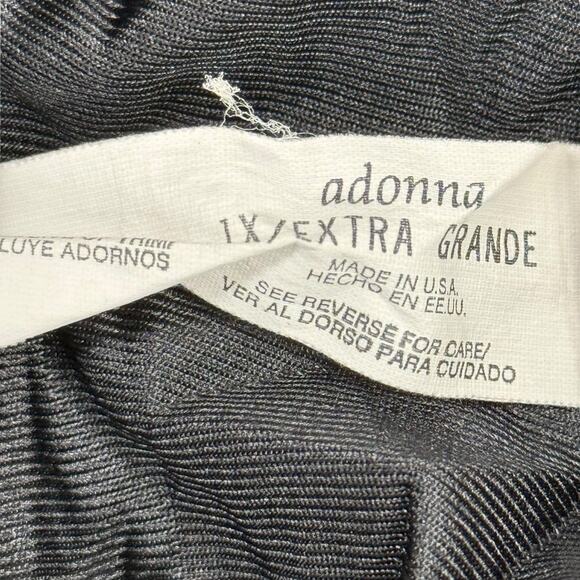 adonna
1X/EXTRA GRANDE
MADE IN U.S.A.
HECHO EN EE.UU.
SEE REVERSE FOR CARE/
VER AL DORSO PARA CUIDADO
LUYE ADORNOS